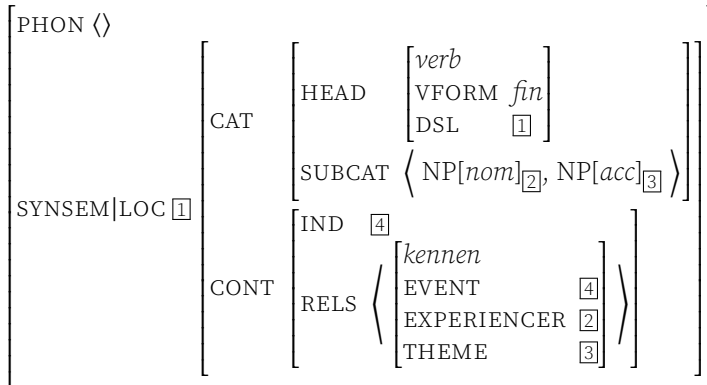 PHON ⟨⟩
SYNSEM|LOC 1
CAT
HEAD
verb
VFORM fin
DSL 1
SUBCAT ⟨ NP[nom]2, NP[acc]3 ⟩
CONT
IND 4
RELS ⟨
kennen
EVENT 4
EXPERIENCER 2
THEME 3
⟩